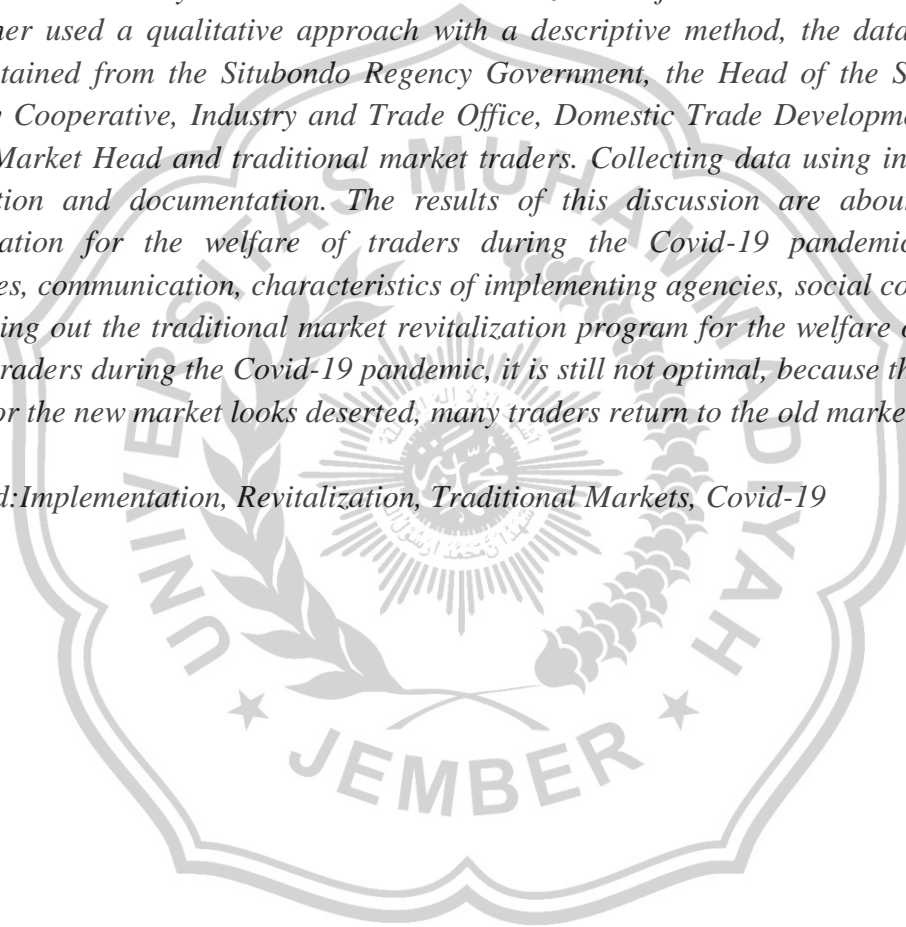 her used a qualitative approach with a descriptive method, the data
tained from the Situbondo Regency Government, the Head of the S
y Cooperative, Industry and Trade Office, Domestic Trade Developm
Market Head and traditional market traders. Collecting data using in
tion and documentation. The results of this discussion are abou
ation for the welfare of traders during the Covid-19 pandemic
es, communication, characteristics of implementing agencies, social co
ing out the traditional market revitalization program for the welfare o
raders during the Covid-19 pandemic, it is still not optimal, because th
or the new market looks deserted, many traders return to the old marke
d:Implementation, Revitalization, Traditional Markets, Covid-19
UNIVERSITAS MUHAMMADIYAH
JEMBER